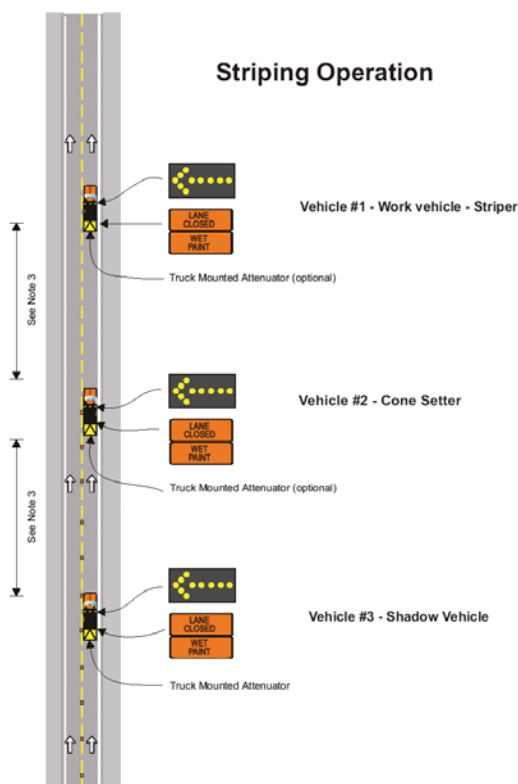 Striping Operation
LANE
CLOSED
WET
PAINT
Vehicle #1 - Work vehicle - Striper
Truck Mounted Attenuator (optional)
See Note 3
LANE
CLOSED
WET
PAINT
Vehicle #2 - Cone Setter
Truck Mounted Attenuator (optional)
See Note 3
LANE
CLOSED
WET
PAINT
Vehicle #3 - Shadow Vehicle
Truck Mounted Attenuator